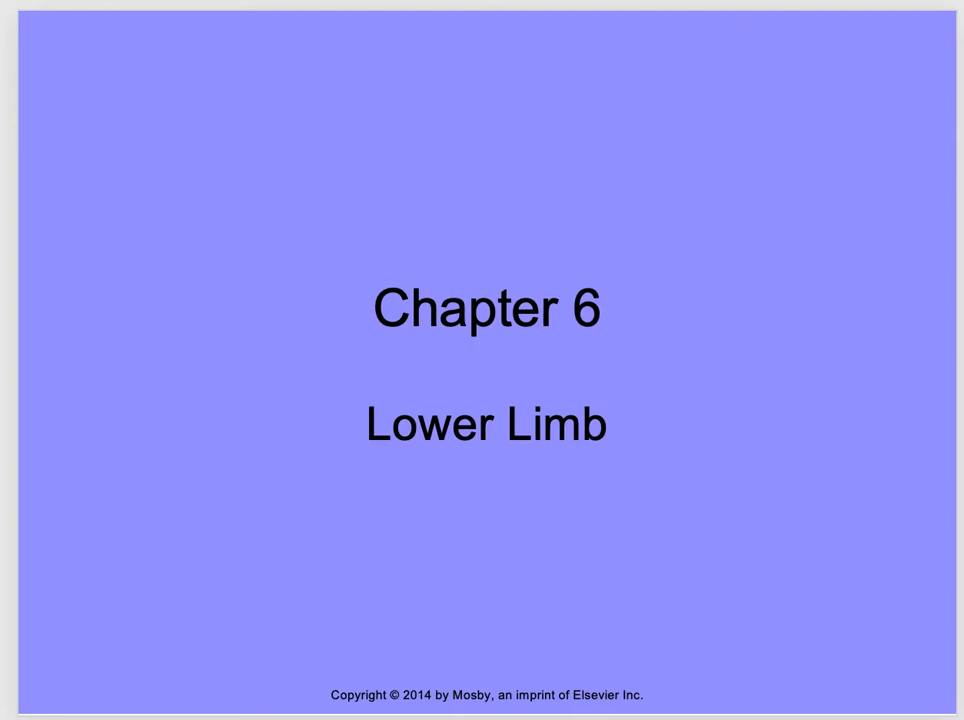 Chapter 6
Lower Limb
Copyright © 2014 by Mosby, an imprint of Elsevier Inc.